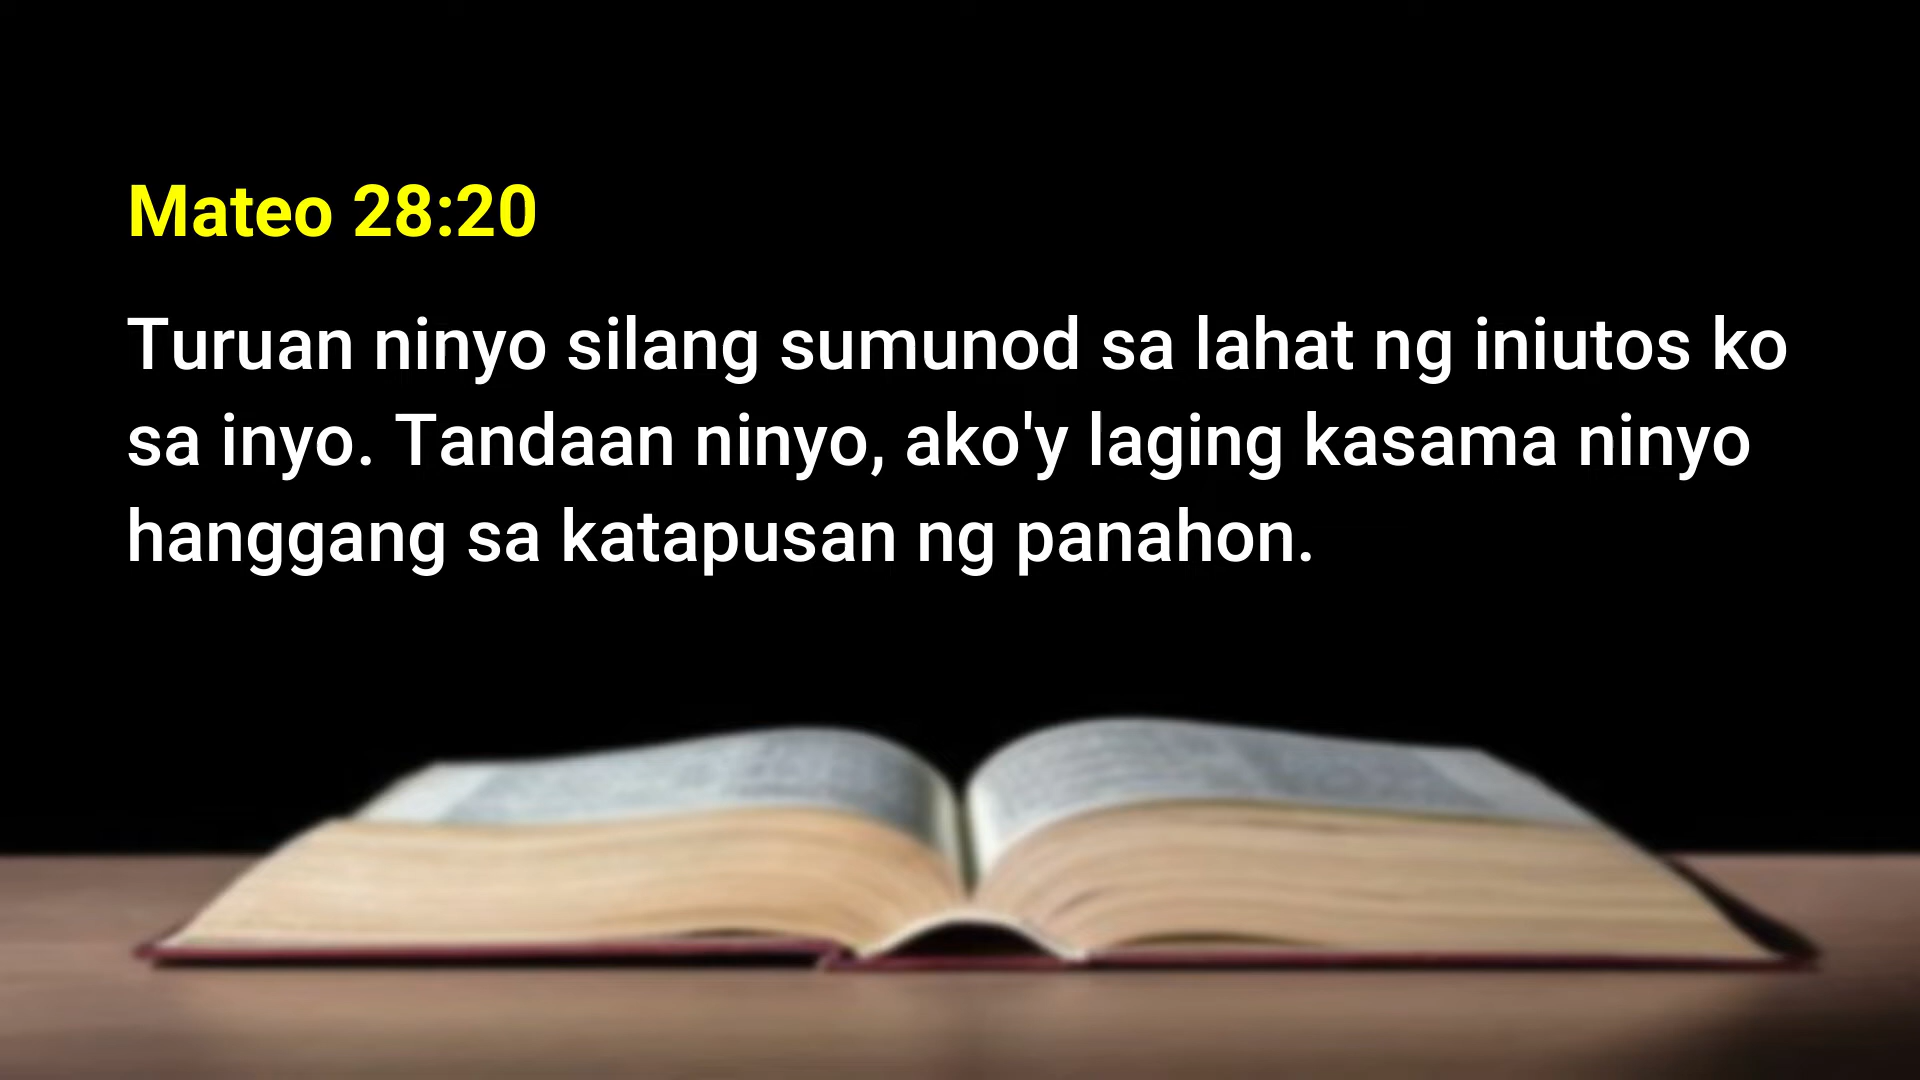 Mateo 28:20
Turuan ninyo silang sumunod sa lahat ng iniutos ko
sa inyo. Tandaan ninyo, ako'y laging kasama ninyo
hanggang sa katapusan ng panahon.